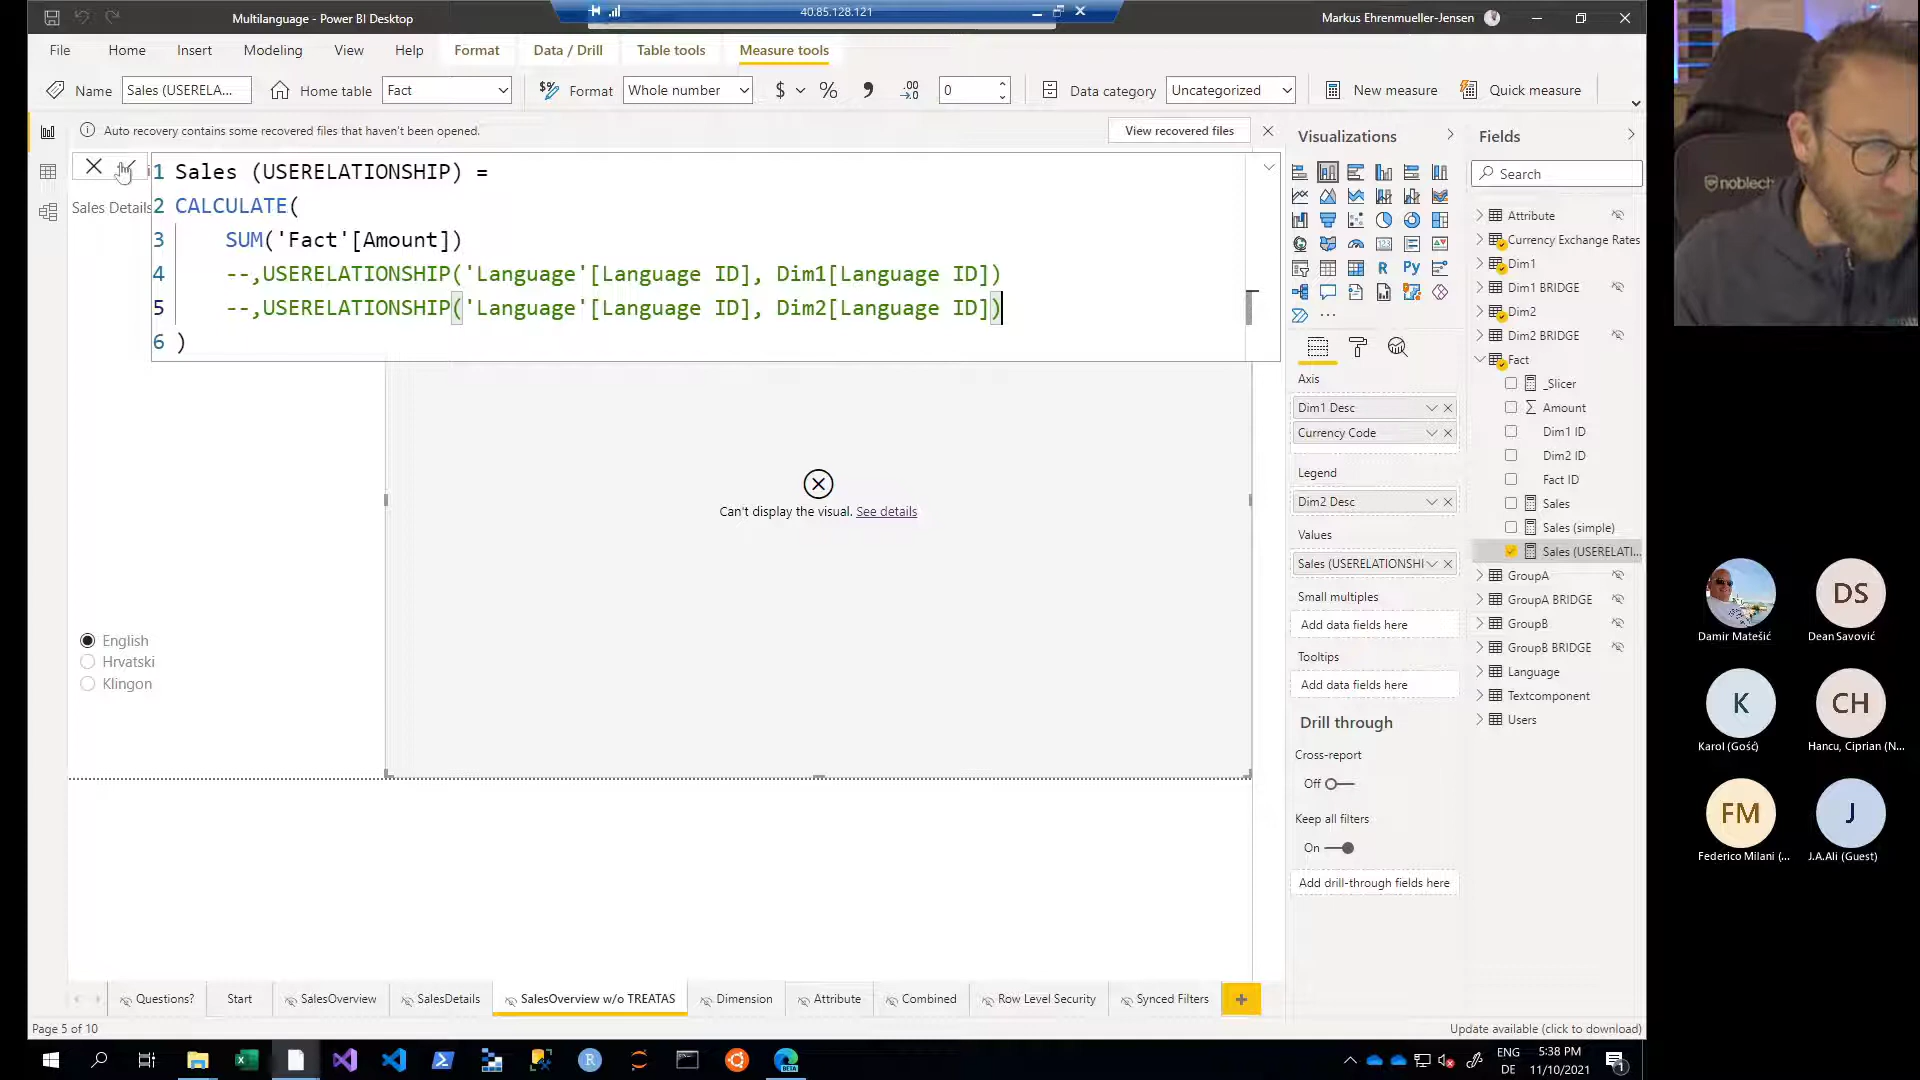 Multilanguage - Power BI Desktop
40.85.128.121
Markus Ehrenmueller-Jensen
File
Home
Insert
Modeling
View
Help
Format
Data / Drill
Table tools
Measure tools
Name
Sales (USERELA...
Home table
Fact
Format
Whole number
$
%
0
Data category
Uncategorized
New measure
Quick measure
Auto recovery contains some recovered files that haven't been opened.
View recovered files
1 Sales (USERELATIONSHIP) =
2 CALCULATE(
3 SUM('Fact'[Amount])
4 --,USERELATIONSHIP('Language'[Language ID], Dim1[Language ID])
5 --,USERELATIONSHIP('Language'[Language ID], Dim2[Language ID])
6 )
Sales Details
Can't display the visual. See details
English
Hrvatski
Klingon
Visualizations
R
Py
Axis
Dim1 Desc
Currency Code
Legend
Dim2 Desc
Values
Sales (USERELATIONSHI
Small multiples
Add data fields here
Tooltips
Add data fields here
Drill through
Cross-report
Off
Keep all filters
On
Add drill-through fields here
Fields
Search
Attribute
Currency Exchange Rates
Dim1
Dim1 BRIDGE
Dim2
Dim2 BRIDGE
Fact
_Slicer
Amount
Dim1 ID
Dim2 ID
Fact ID
Sales
Sales (simple)
Sales (USERELATI...
GroupA
GroupA BRIDGE
GroupB
GroupB BRIDGE
Language
Textcomponent
Users
Questions?
Start
SalesOverview
SalesDetails
SalesOverview w/o TREATAS
Dimension
Attribute
Combined
Row Level Security
Synced Filters
+
Page 5 of 10
Update available (click to download)
ENG
DE
5:38 PM
11/10/2021
1
noblech
Damir Matešić
DS
Dean Savović
K
Karol (Gość)
CH
Hancu, Ciprian (N...
FM
Federico Milani (...
J
J.A.Ali (Guest)